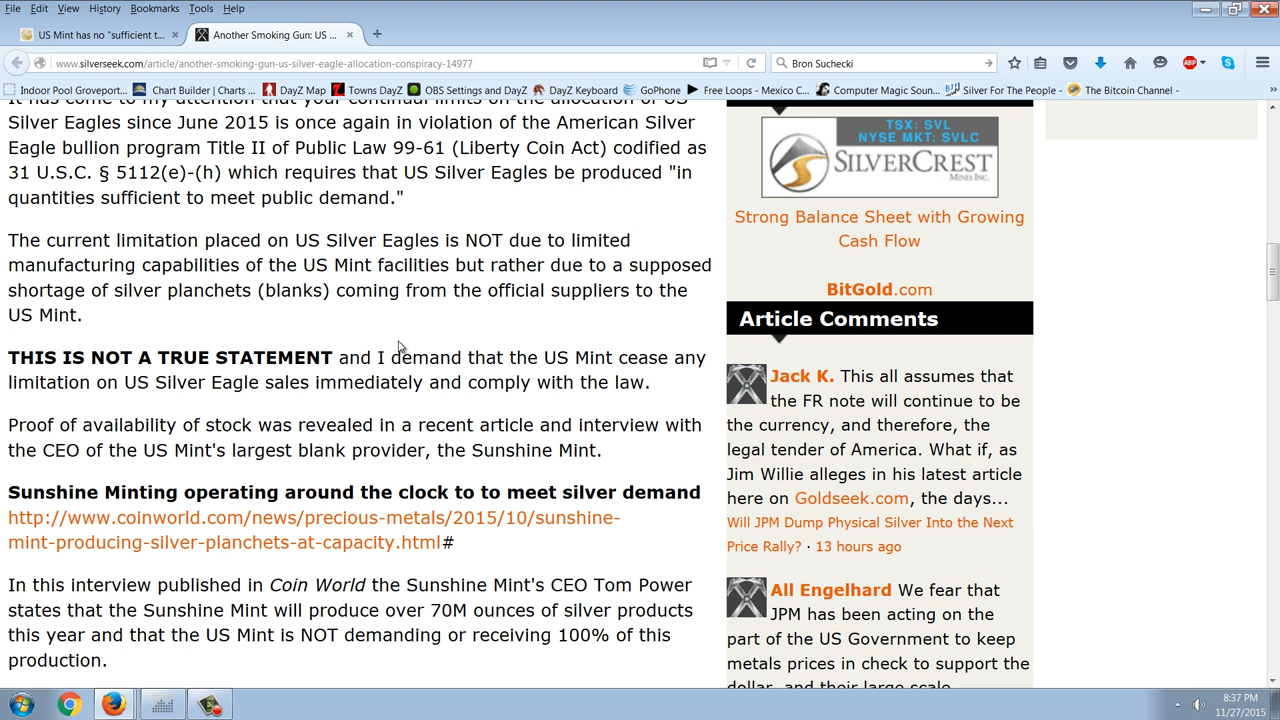 File Edit View History Bookmarks Tools Help
US Mint has no "sufficient t... × Another Smoking Gun: US ... × +
www.silverseek.com/article/another-smoking-gun-us-silver-eagle-allocation-conspiracy-14977
Bron Suchecki
ABP
Indoor Pool Groveport... Chart Builder | Charts ... DayZ Map Towns DayZ OBS Settings and DayZ DayZ Keyboard GoPhone Free Loops - Mexico C... Computer Magic Soun... Silver For The People - The Bitcoin Channel -
It has come to my attention that your continual limits on the allocation of US
Silver Eagles since June 2015 is once again in violation of the American Silver
Eagle bullion program Title II of Public Law 99-61 (Liberty Coin Act) codified as
31 U.S.C. § 5112(e)-(h) which requires that US Silver Eagles be produced "in
quantities sufficient to meet public demand."
The current limitation placed on US Silver Eagles is NOT due to limited
manufacturing capabilities of the US Mint facilities but rather due to a supposed
shortage of silver planchets (blanks) coming from the official suppliers to the
US Mint.
THIS IS NOT A TRUE STATEMENT and I demand that the US Mint cease any
limitation on US Silver Eagle sales immediately and comply with the law.
Proof of availability of stock was revealed in a recent article and interview with
the CEO of the US Mint's largest blank provider, the Sunshine Mint.
Sunshine Minting operating around the clock to to meet silver demand
http://www.coinworld.com/news/precious-metals/2015/10/sunshine-
mint-producing-silver-planchets-at-capacity.html#
In this interview published in Coin World the Sunshine Mint's CEO Tom Power
states that the Sunshine Mint will produce over 70M ounces of silver products
this year and that the US Mint is NOT demanding or receiving 100% of this
production.
TSX: SVL
NYSE MKT: SVLC
SILVERCREST
MINES INC.
Strong Balance Sheet with Growing
Cash Flow
BitGold.com
Article Comments
Jack K. This all assumes that
the FR note will continue to be
the currency, and therefore, the
legal tender of America. What if, as
Jim Willie alleges in his latest article
here on Goldseek.com, the days...
Will JPM Dump Physical Silver Into the Next
Price Rally? · 13 hours ago
All Engelhard We fear that
JPM has been acting on the
part of the US Government to keep
metals prices in check to support the
dollar, and their large scale
8:37 PM
11/27/2015